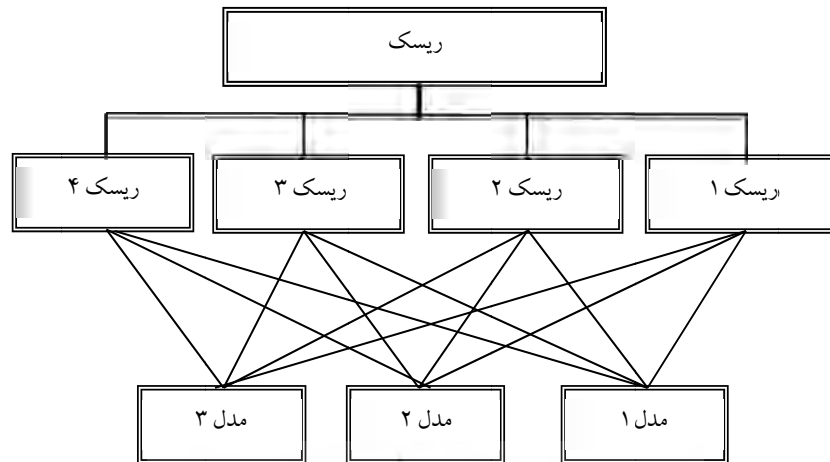 ریسک
ریسک ۱
ریسک ۲
ریسک ۳
ریسک ۴
مدل ۱
مدل ۲
مدل ۳